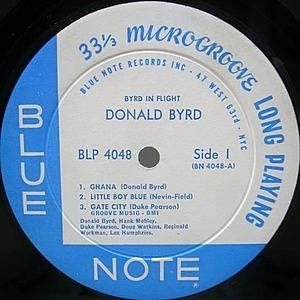 33⅓ MICROGROOVE LONG PLAYING
BLUE NOTE RECORDS INC • 47 WEST 63rd • NYC
BYRD IN FLIGHT
DONALD BYRD
BLP 4048
Side 1
(BN 4048-A)
1. GHANA (Donald Byrd)
2. LITTLE BOY BLUE (Nevin-Field)
3. GATE CITY (Duke Pearson)
GROOVE MUSIC - BMI
Donald Byrd, Hank Mobley,
Duke Pearson, Doug Watkins, Reginald
Workman, Lex Humphries.
BLUE
NOTE